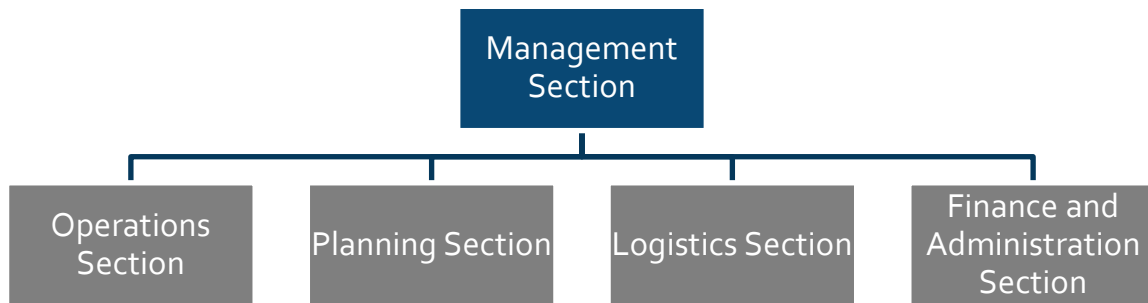 Management
Section
Operations
Section
Planning Section
Logistics Section
Finance and
Administration
Section